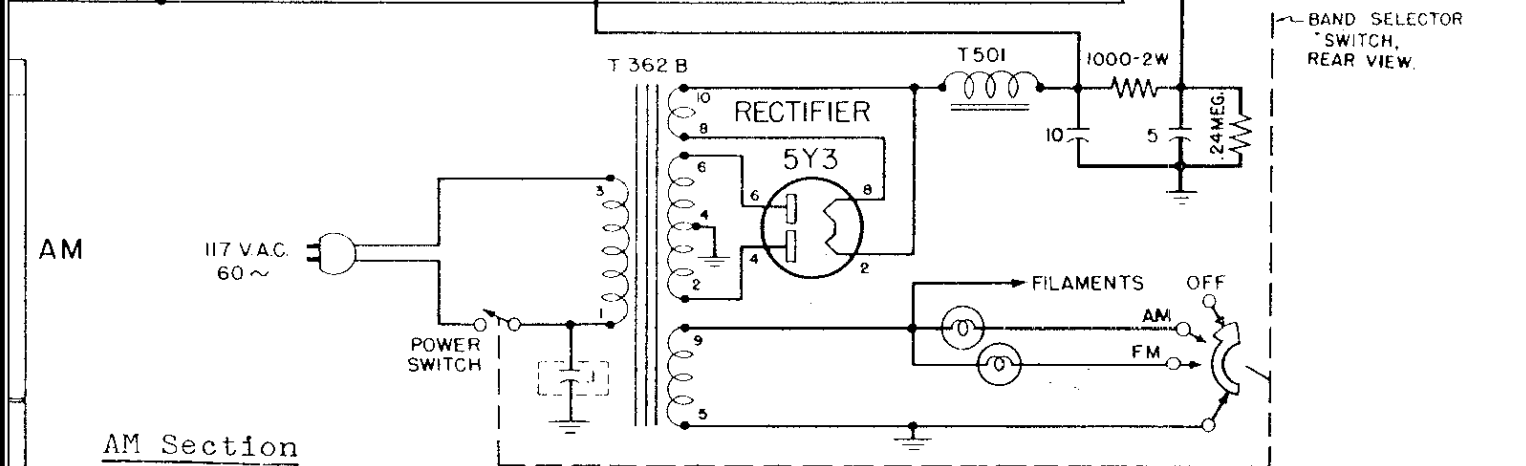 BAND SELECTOR
SWITCH,
REAR VIEW.
T 362 B
T501
1000-2W
10
8
RECTIFIER
5Y3
10
5
.24MEG.
6
4
2
6
4
8
2
3
1
AM
117 V.A.C.
60 ~
POWER
SWITCH
.1
FILAMENTS
OFF
AM
FM
9
5
AM Section